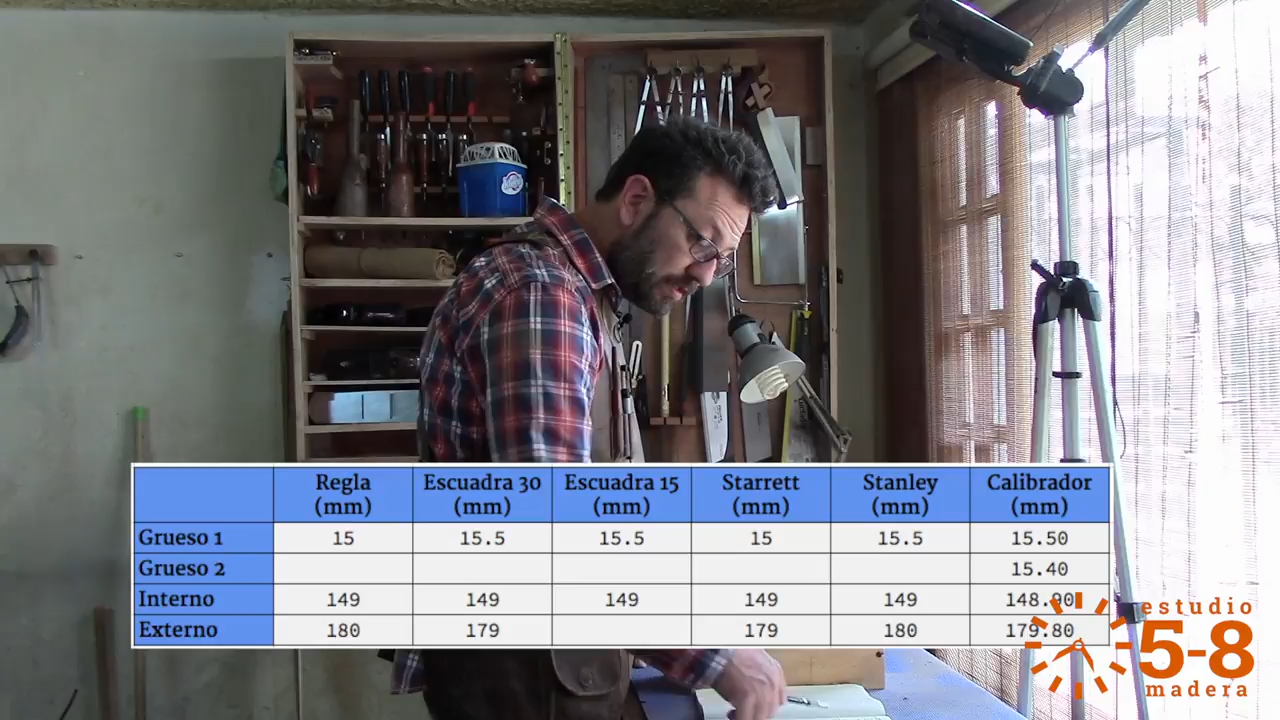 Regla Escuadra 30 Escuadra 15 Starrett Stanley Calibrador
(mm) (mm) (mm) (mm) (mm) (mm)
Grueso 1 15 15.5 15.5 15 15.5 15.50
Grueso 2 15.40
Interno 149 149 149 149 149 148.90
Externo 180 179 179 180 179.80
estudio
5-8
madera